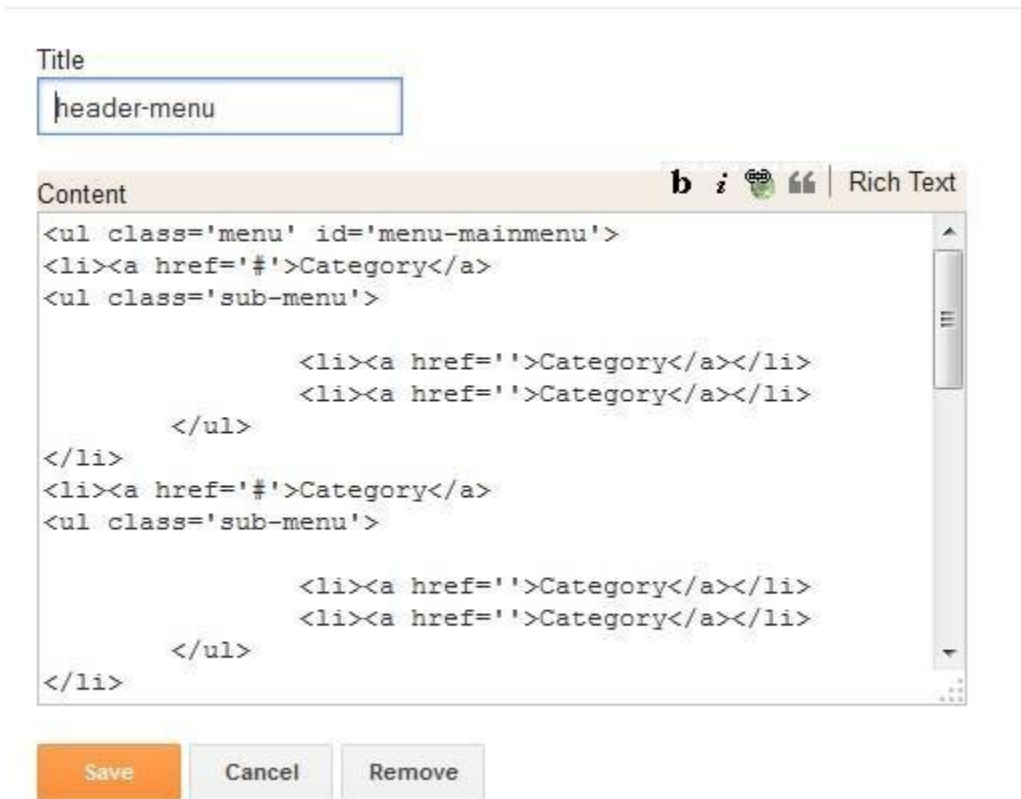 Title
header-menu
Content b i Rich Text
<ul class='menu' id='menu-mainmenu'>
<li><a href='#'>Category</a>
<ul class='sub-menu'>
<li><a href=''>Category</a></li>
<li><a href=''>Category</a></li>
</ul>
</li>
<li><a href='#'>Category</a>
<ul class='sub-menu'>
<li><a href=''>Category</a></li>
<li><a href=''>Category</a></li>
</ul>
</li>
Save Cancel Remove